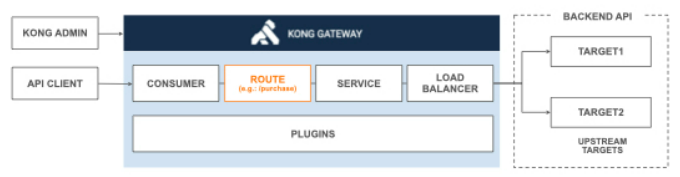 BACKEND API
KONG ADMIN
KONG GATEWAY
TARGET1
API CLIENT
CONSUMER
ROUTE
(e.g.: /purchase)
SERVICE
LOAD
BALANCER
TARGET2
PLUGINS
UPSTREAM
TARGETS